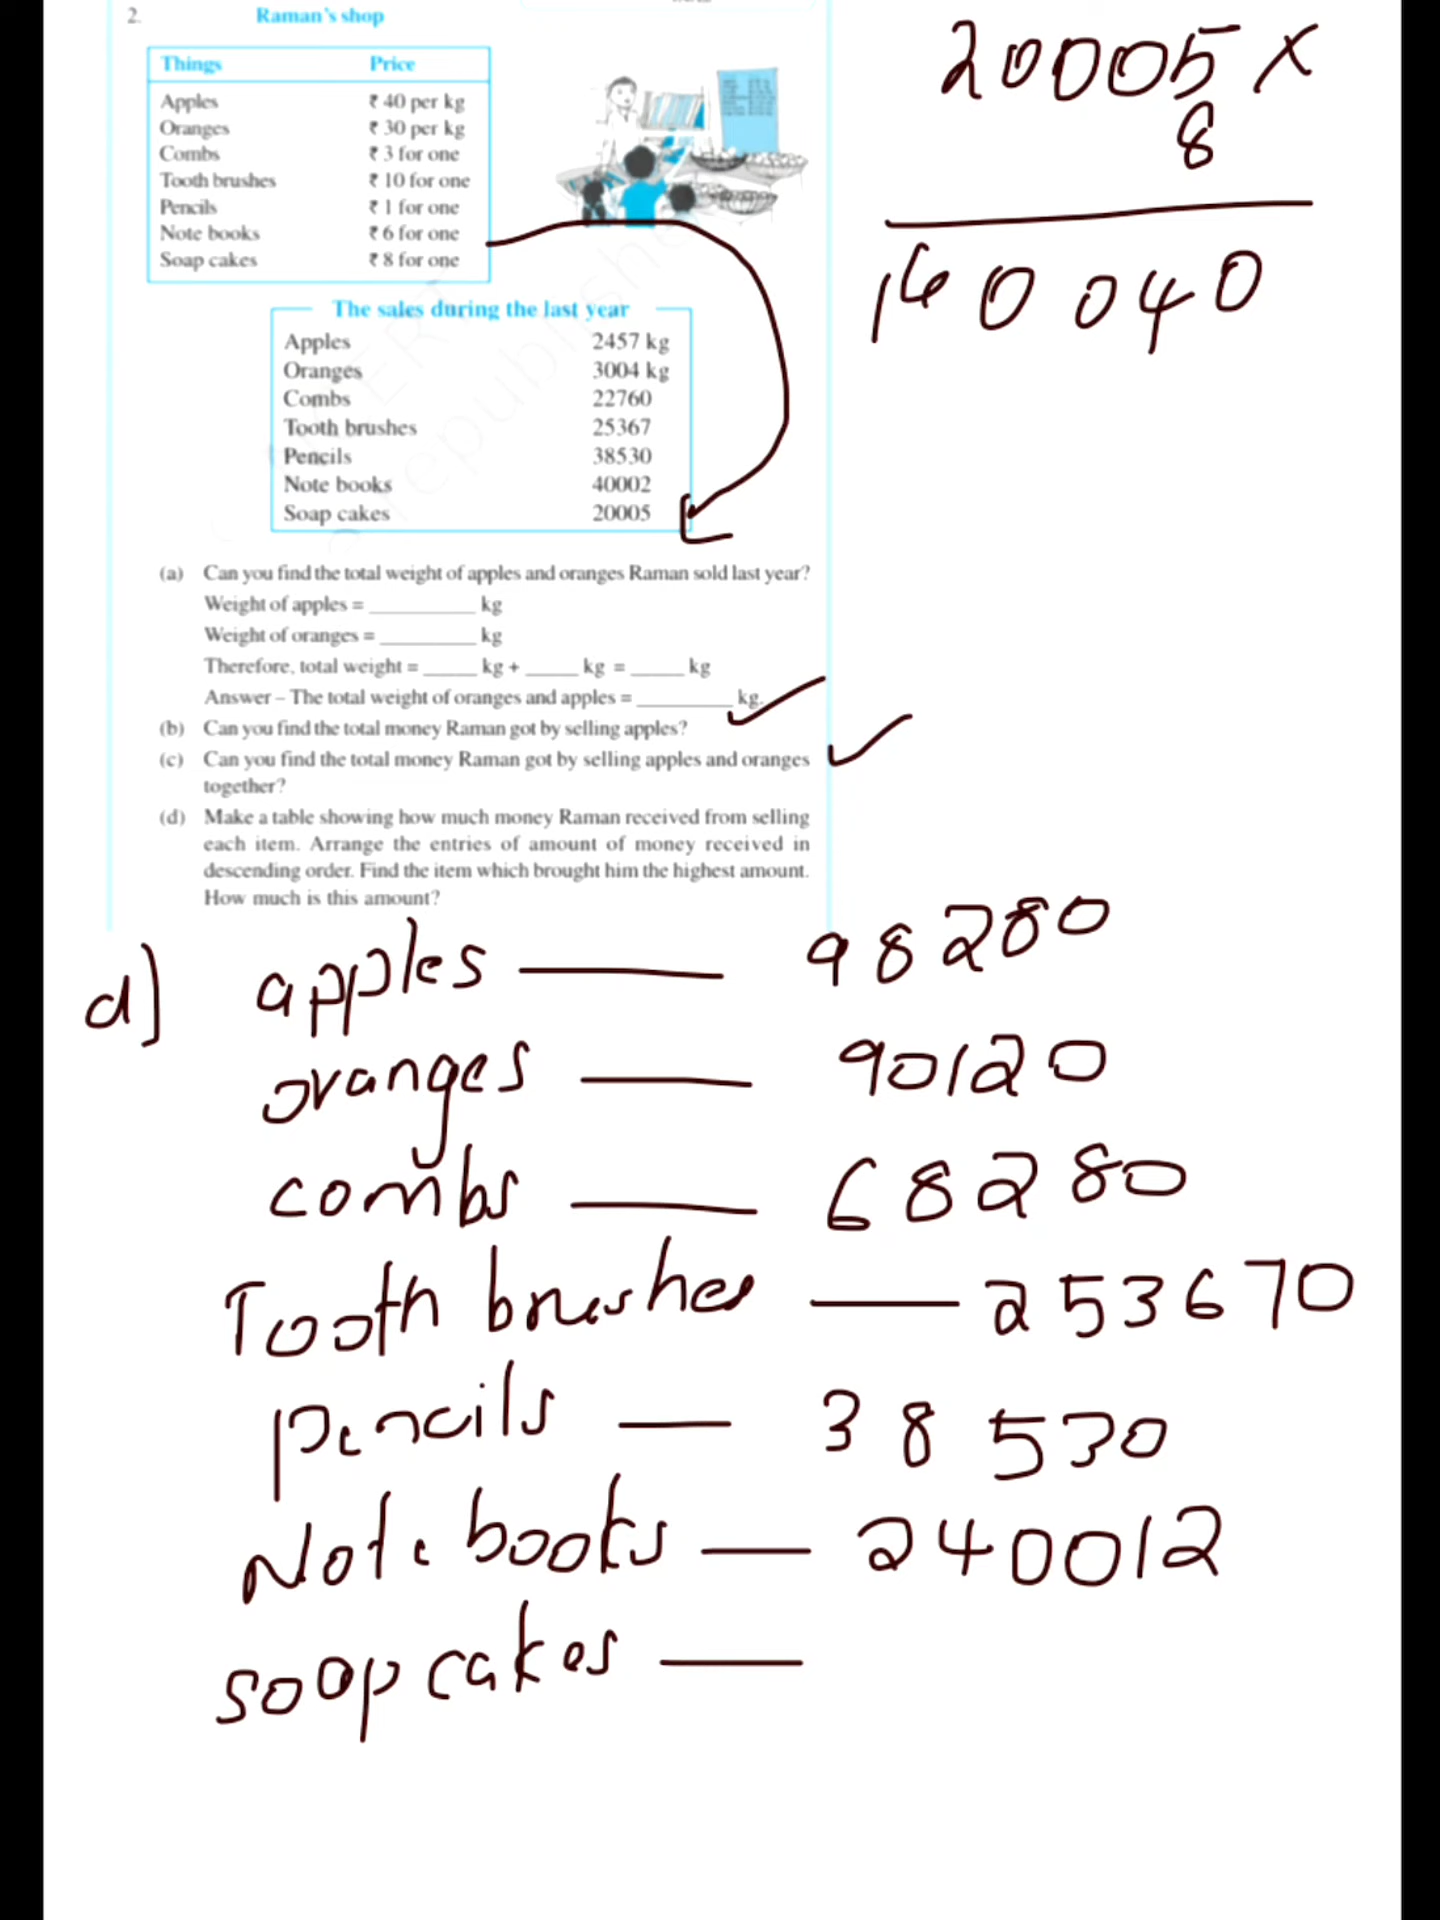 2. Raman's shop
Things Price
Apples ₹ 40 per kg
Oranges ₹ 30 per kg
Combs ₹ 3 for one
Tooth brushes ₹ 10 for one
Pencils ₹ 1 for one
Note books ₹ 6 for one
Soap cakes ₹ 8 for one
20005 ×
8
160040
The sales during the last year
Apples 2457 kg
Oranges 3004 kg
Combs 22760
Tooth brushes 25367
Pencils 38530
Note books 40002
Soap cakes 20005
(a) Can you find the total weight of apples and oranges Raman sold last year?
Weight of apples = __________ kg
Weight of oranges = _________ kg
Therefore, total weight = _____ kg + _____ kg = _____ kg
Answer – The total weight of oranges and apples = _________ kg.
(b) Can you find the total money Raman got by selling apples?
(c) Can you find the total money Raman got by selling apples and oranges
together?
(d) Make a table showing how much money Raman received from selling
each item. Arrange the entries of amount of money received in
descending order. Find the item which brought him the highest amount.
How much is this amount?
d) apples — 98280
oranges — 90120
combs — 68280
Tooth brushes — 253670
pencils — 38530
Note books — 240012
soop cakes —